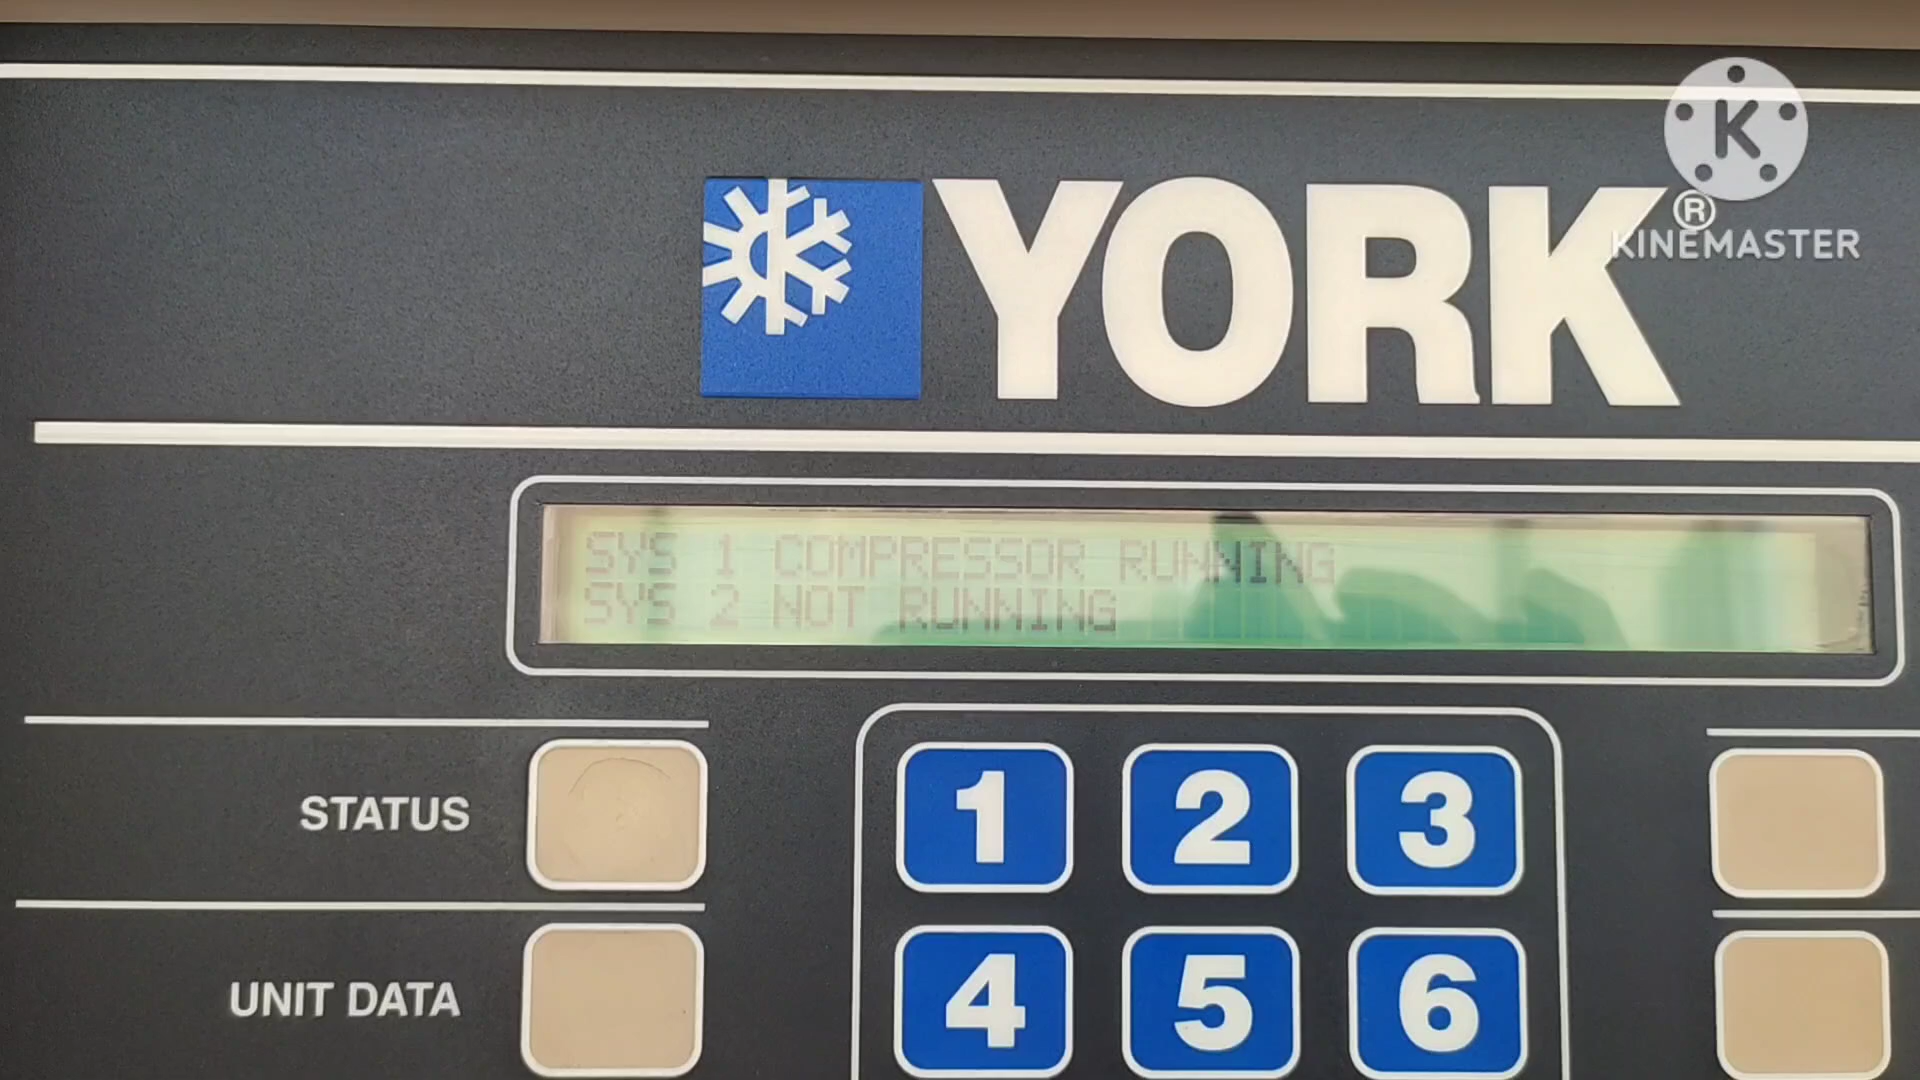 YORK®
KINEMASTER
SYS 1 COMPRESSOR RUNNING
SYS 2 NOT RUNNING
STATUS
1 2 3
UNIT DATA
4 5 6